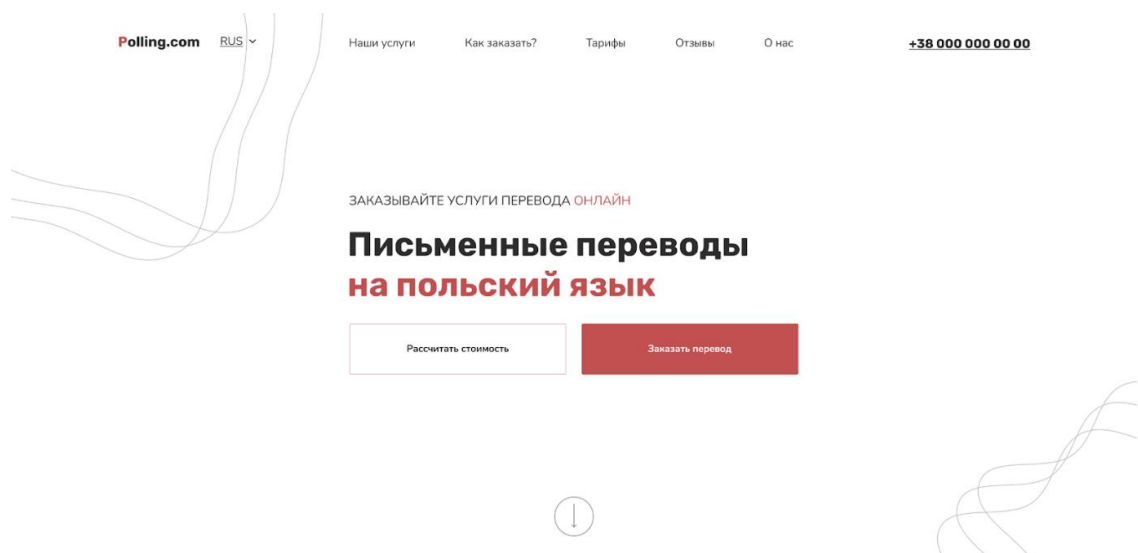 Polling.com RUS Наши услуги Как заказать? Тарифы Отзывы О нас +38 000 000 00 00
ЗАКАЗЫВАЙТЕ УСЛУГИ ПЕРЕВОДА ОНЛАЙН
Письменные переводы
на польский язык
Рассчитать стоимость Заказать перевод